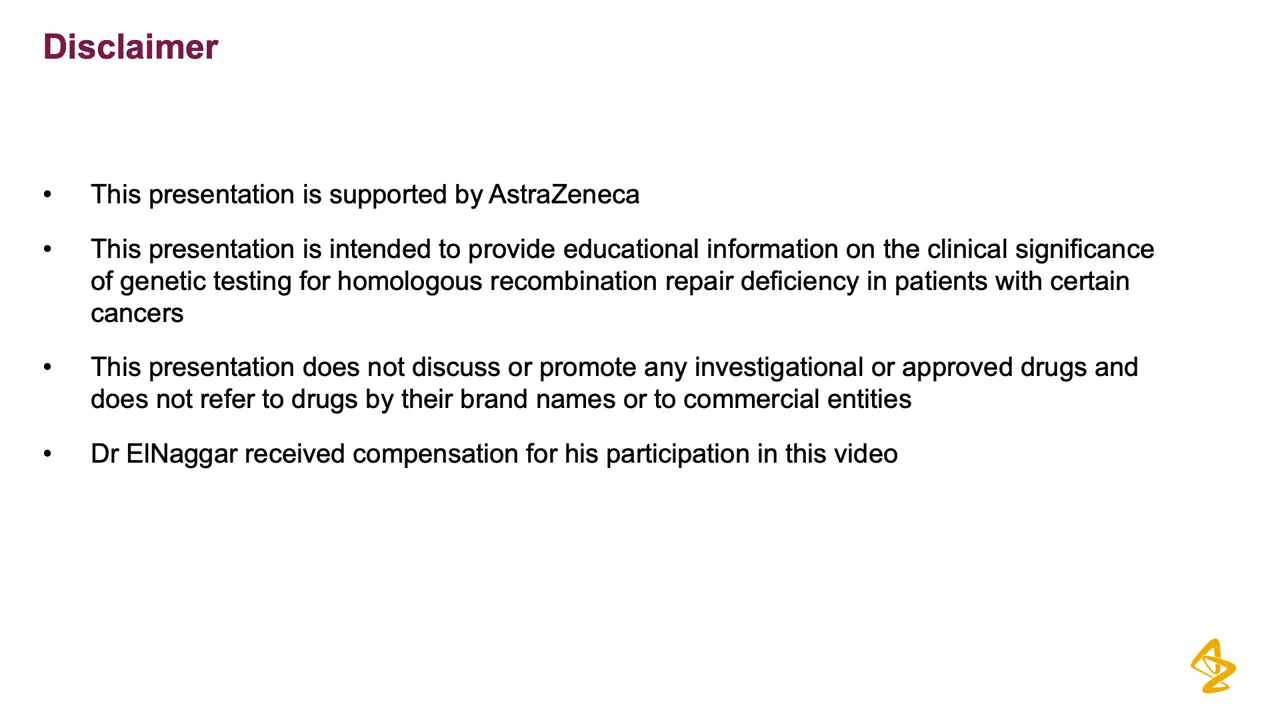 Disclaimer
• This presentation is supported by AstraZeneca
• This presentation is intended to provide educational information on the clinical significance
of genetic testing for homologous recombination repair deficiency in patients with certain
cancers
• This presentation does not discuss or promote any investigational or approved drugs and
does not refer to drugs by their brand names or to commercial entities
• Dr ElNaggar received compensation for his participation in this video